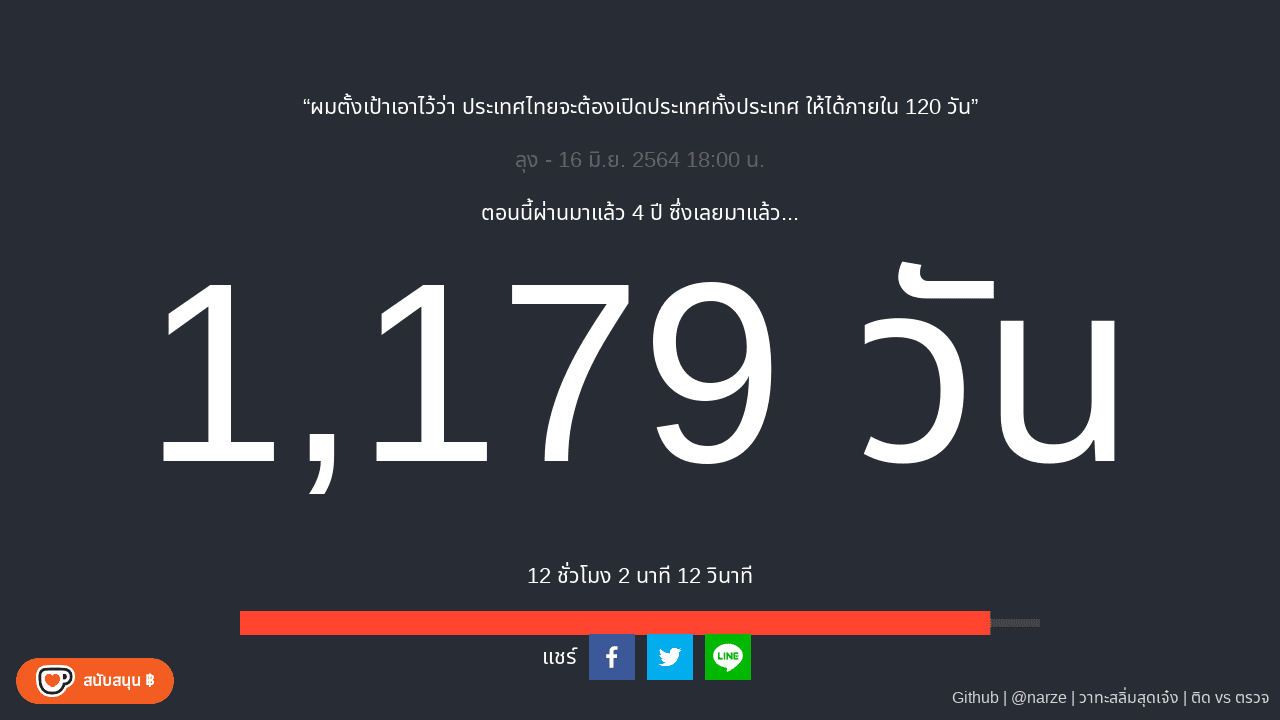 “ผมตั้งเป้าเอาไว้ว่า ประเทศไทยจะต้องเปิดประเทศทั้งประเทศ ให้ได้ภายใน 120 วัน”
ลุง - 16 มิ.ย. 2564 18:00 น.
ตอนนี้ผ่านมาแล้ว 4 ปี ซึ่งเลยมาแล้ว...
1,179 วัน
12 ชั่วโมง 2 นาที 12 วินาที
แชร์
LINE
สนับสนุน ฿
Github | @narze | วาทะสลิ่มสุดเจ๋ง | ติด vs ตรวจ